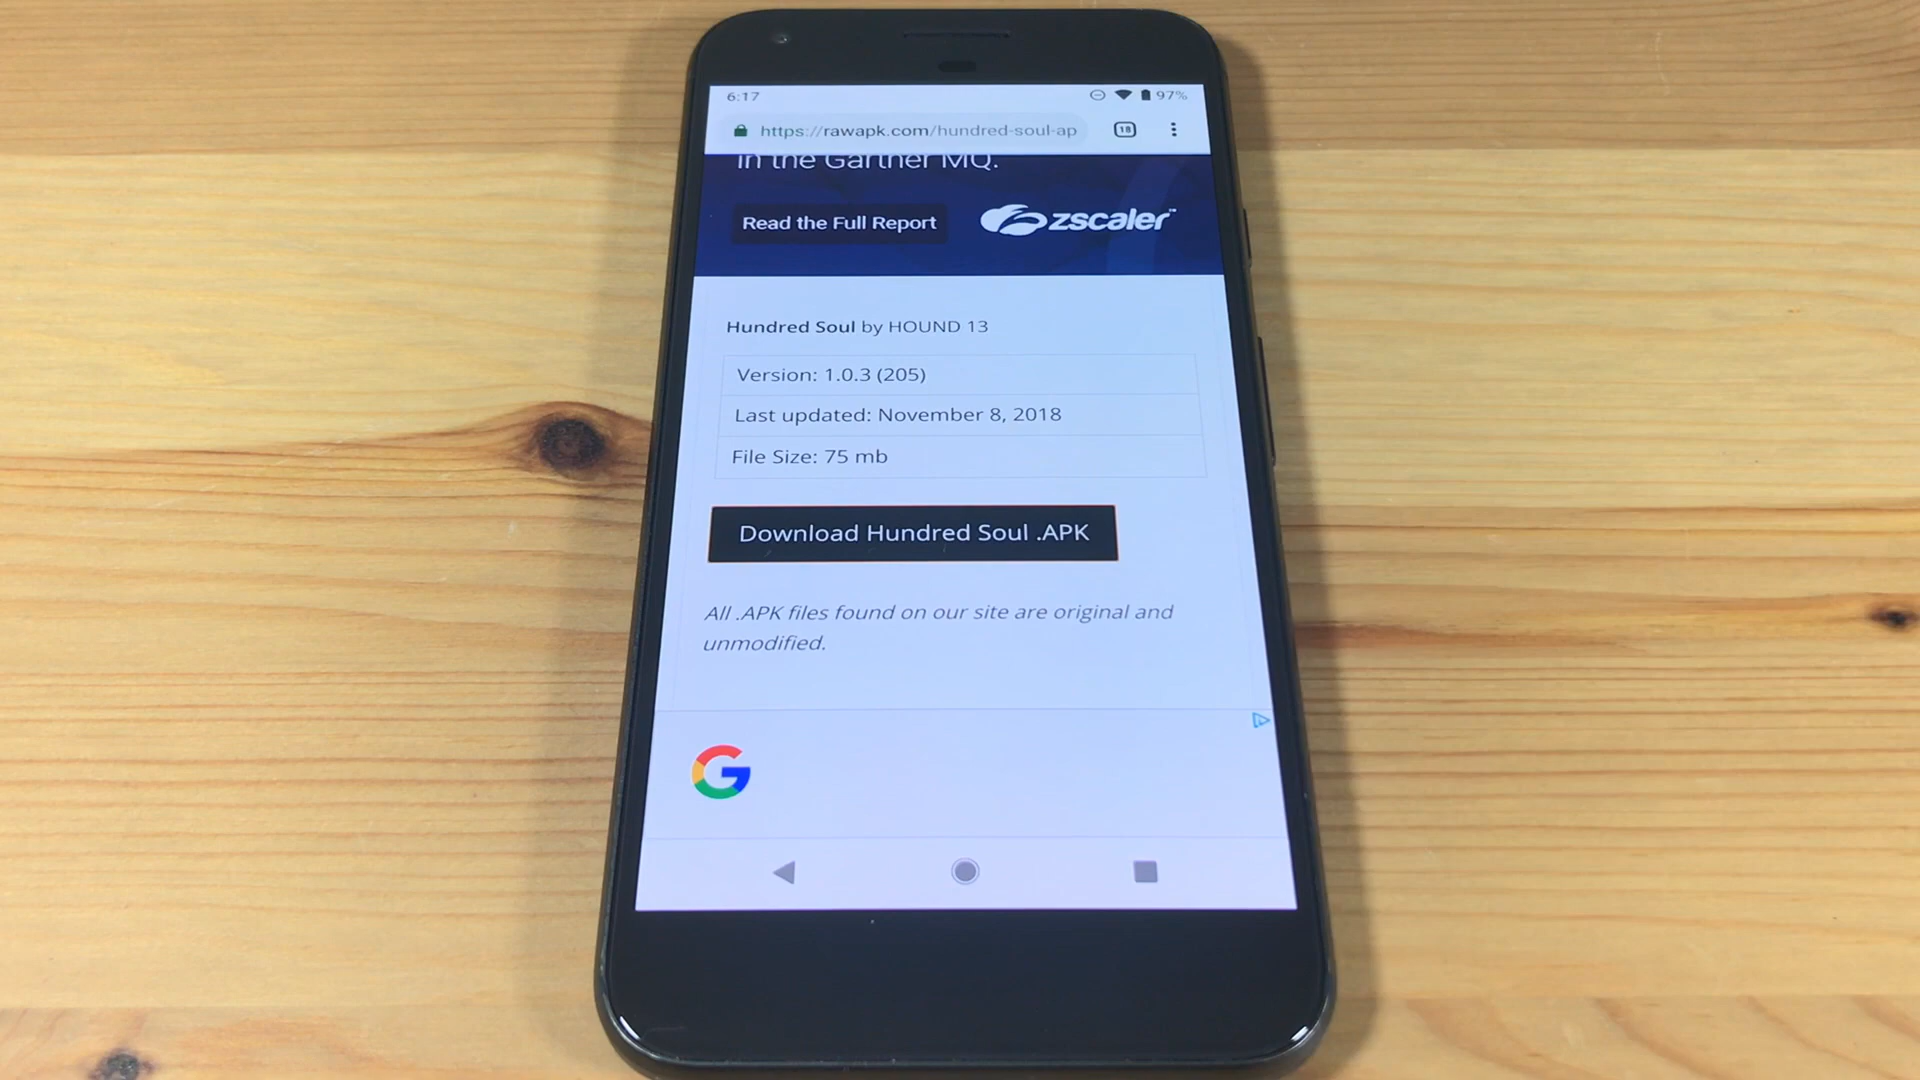 6:17
97%
https://rawapk.com/hundred-soul-ap
18
in the Gartner MQ.
Read the Full Report
zscaler™
Hundred Soul by HOUND 13
Version: 1.0.3 (205)
Last updated: November 8, 2018
File Size: 75 mb
Download Hundred Soul .APK
All .APK files found on our site are original and
unmodified.
G